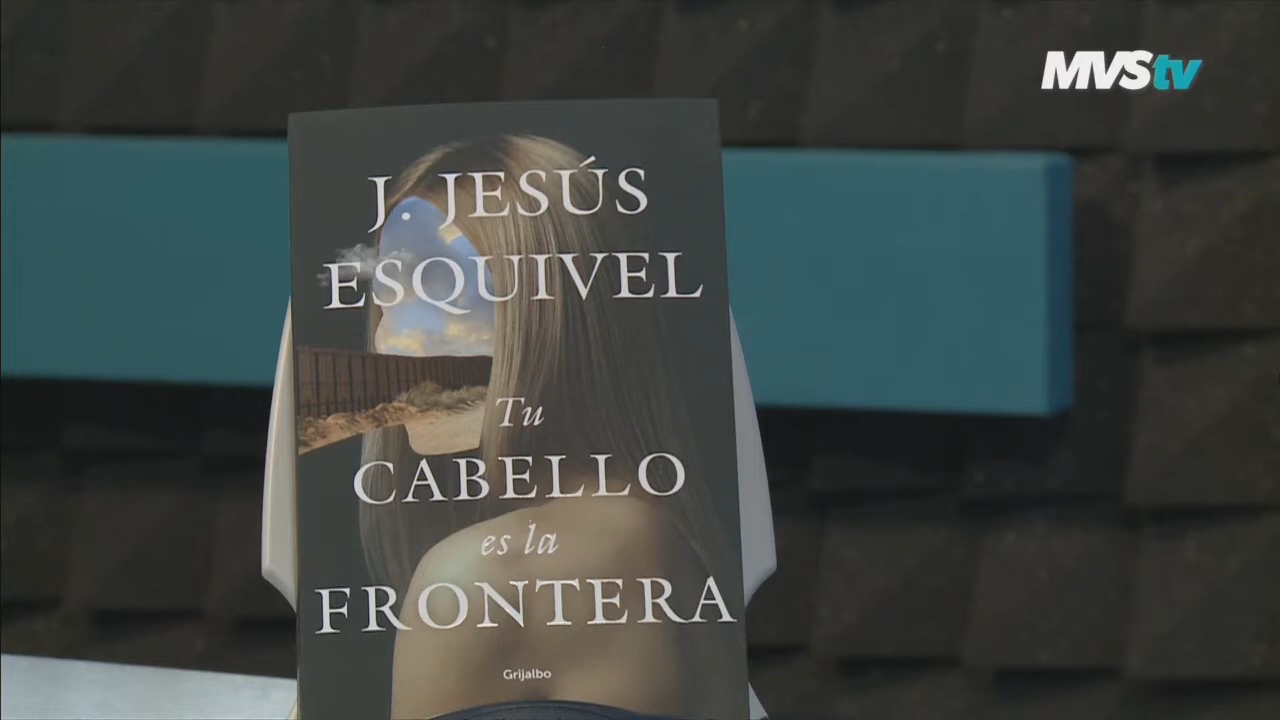 MVStv
J. JESÚS
ESQUIVEL
Tu
CABELLO
es la
FRONTERA
Grijalbo